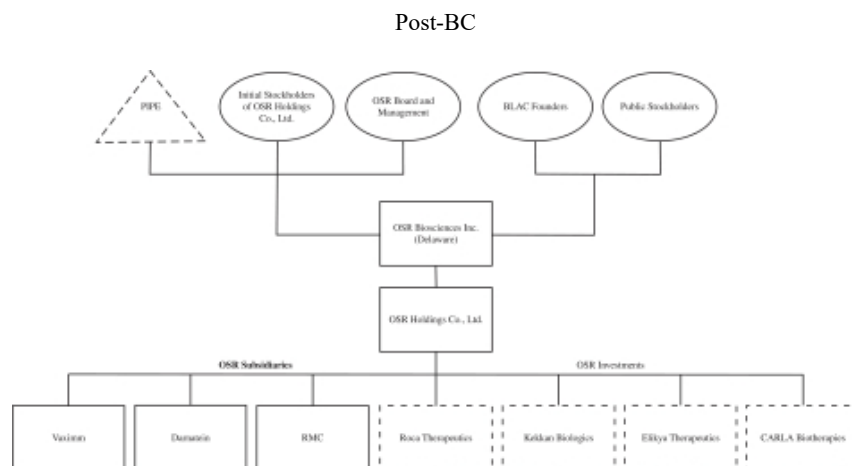 Post-BC
PIPE
Initial Stockholders
of OSR Holdings
Co., Ltd.
OSR Board and
Management
BLAC Founders
Public Stockholders
OSR Biosciences Inc.
(Delaware)
OSR Holdings Co., Ltd.
OSR Subsidiaries
OSR Investments
Vaximm
Darnatein
RMC
Roca Therapeutics
Kekkan Biologics
Elikya Therapeutics
CARLA Biotherapies